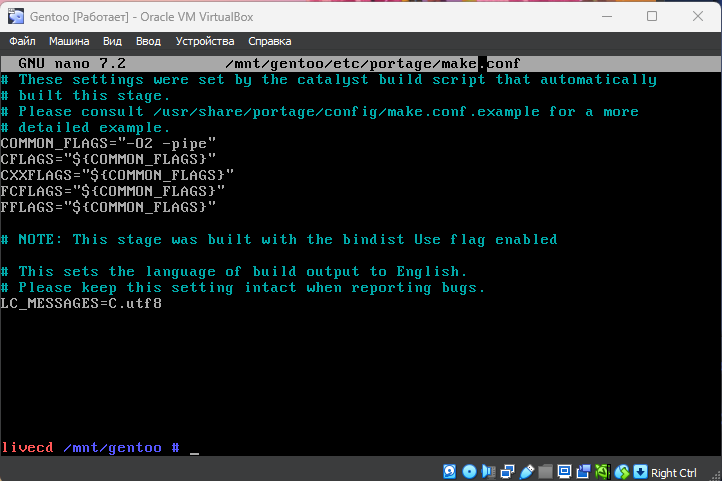 Gentoo [Работает] - Oracle VM VirtualBox
Файл Машина Вид Ввод Устройства Справка
GNU nano 7.2 /mnt/gentoo/etc/portage/make.conf
# These settings were set by the catalyst build script that automatically
# built this stage.
# Please consult /usr/share/portage/config/make.conf.example for a more
# detailed example.
COMMON_FLAGS="-O2 -pipe"
CFLAGS="${COMMON_FLAGS}"
CXXFLAGS="${COMMON_FLAGS}"
FCFLAGS="${COMMON_FLAGS}"
FFLAGS="${COMMON_FLAGS}"
# NOTE: This stage was built with the bindist Use flag enabled
# This sets the language of build output to English.
# Please keep this setting intact when reporting bugs.
LC_MESSAGES=C.utf8
livecd /mnt/gentoo # _
Right Ctrl